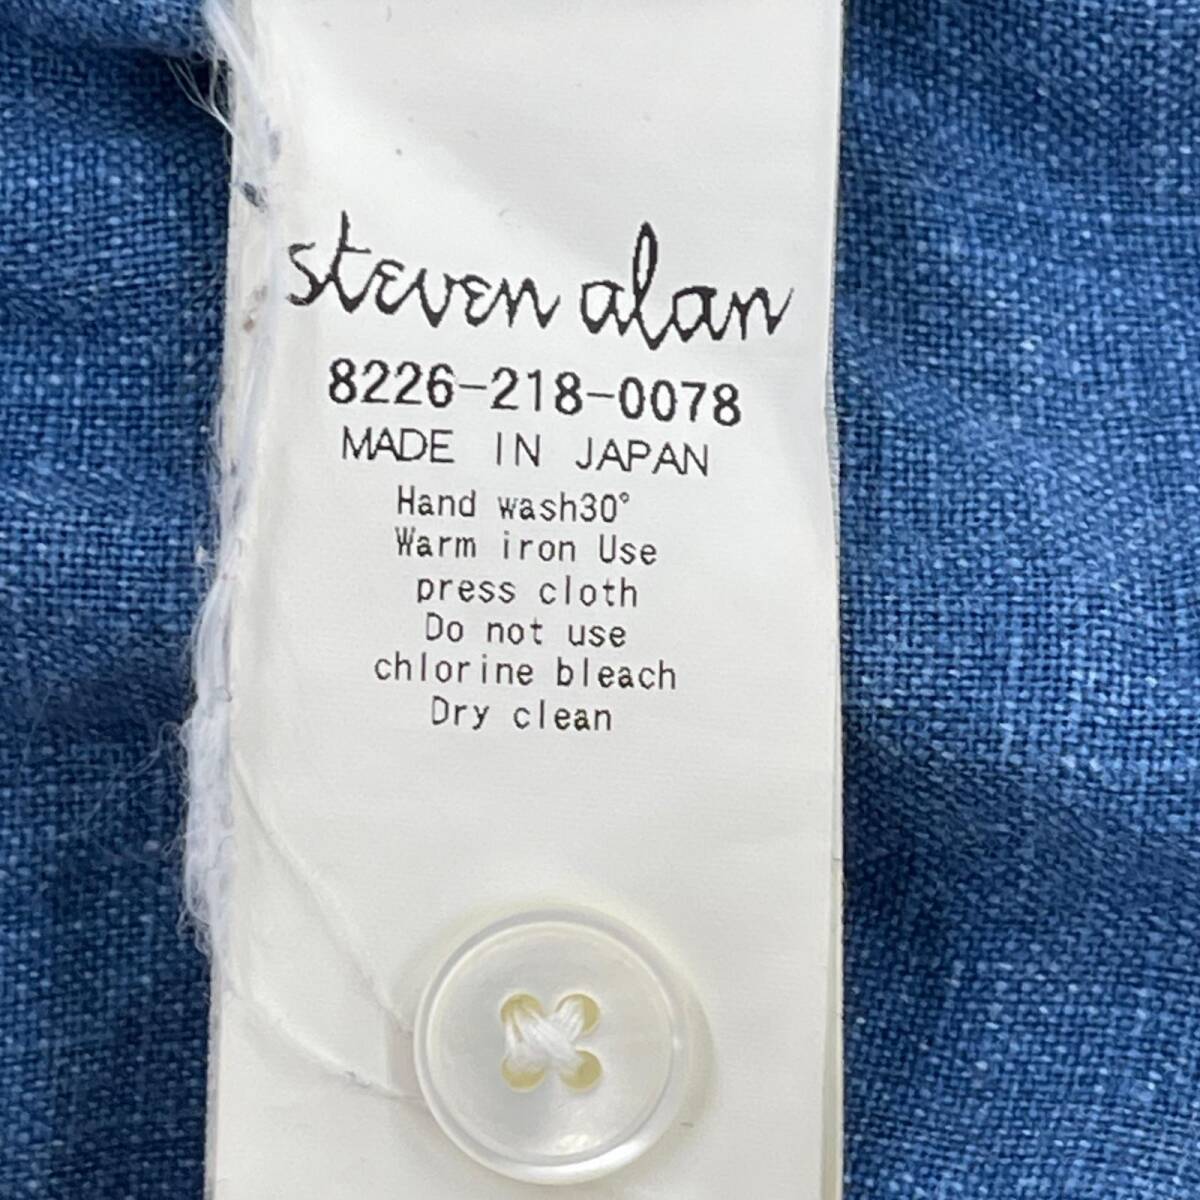 steven alan
8226-218-0078
MADE IN JAPAN
Hand wash30°
Warm iron Use
press cloth
Do not use
chlorine bleach
Dry clean